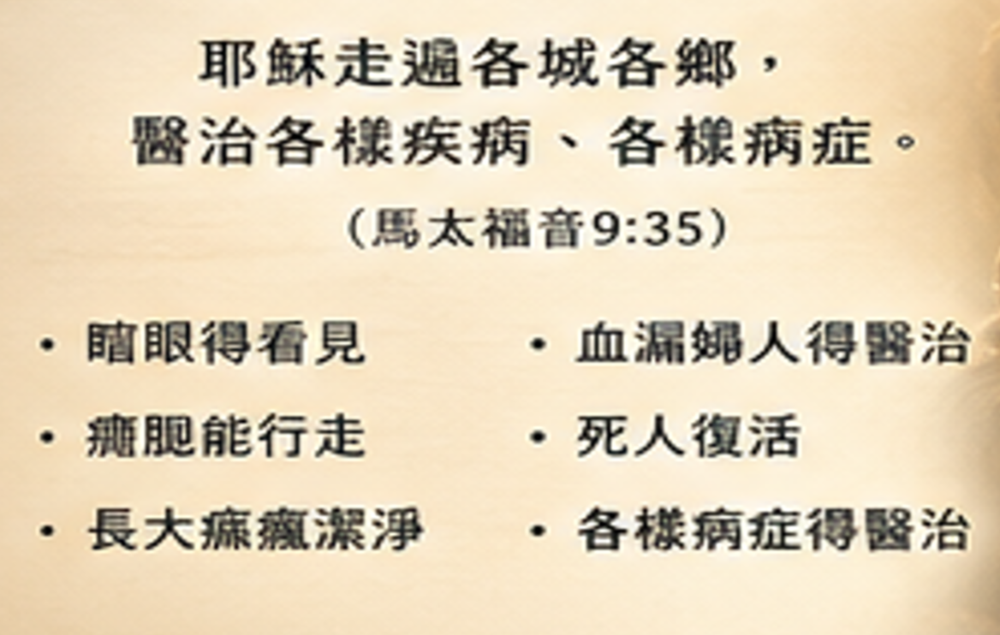 耶穌走遍各城各鄉，
醫治各樣疾病、各樣病症。
（馬太福音9:35）
• 瞎眼得看見
• 能行走
• 長大痲瘋潔淨
• 血漏婦人得醫治
• 死人復活
• 各樣病症得醫治